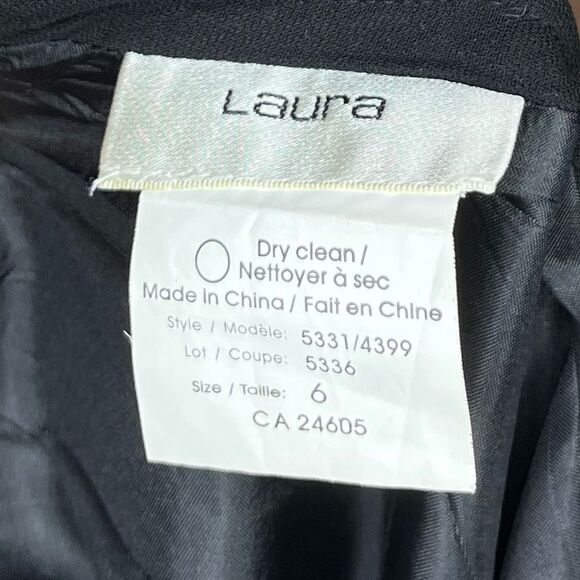 Laura
Dry clean /
Nettoyer à sec
Made In China / Fait en Chine
Style / Modèle: 5331/4399
Lot / Coupe: 5336
Size / Taille: 6
CA 24605